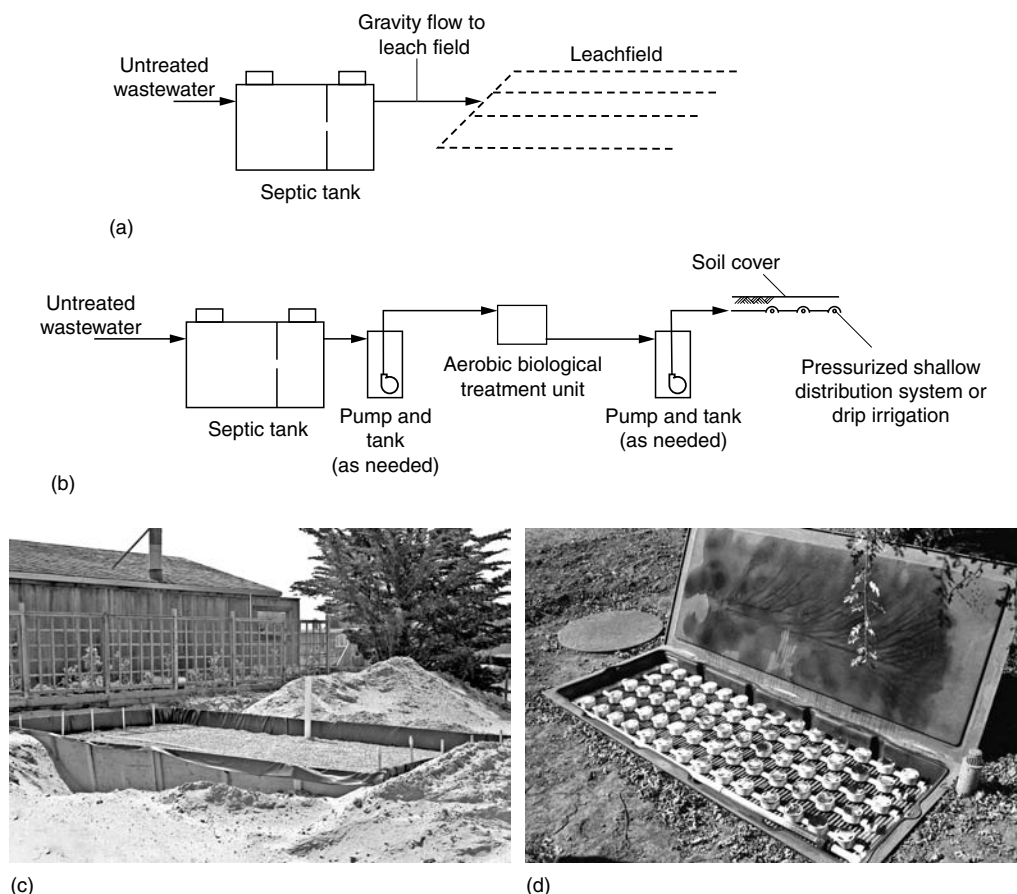 Gravity flow to
leach field
Untreated
wastewater
Leachfield
Septic tank
(a)
Soil cover
Untreated
wastewater
Aerobic biological
treatment unit
Pressurized shallow
distribution system or
drip irrigation
Septic tank
Pump and
tank
(as needed)
Pump and tank
(as needed)
(b)
(c)
(d)